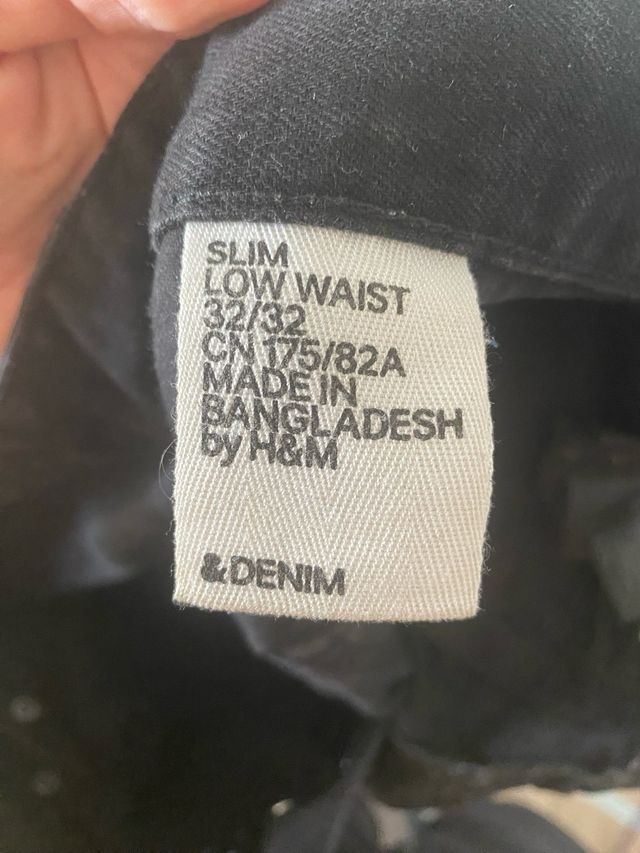 SLIM
LOW WAIST
32/32
CN 175/82A
MADE IN
BANGLADESH
by H&M
&DENIM